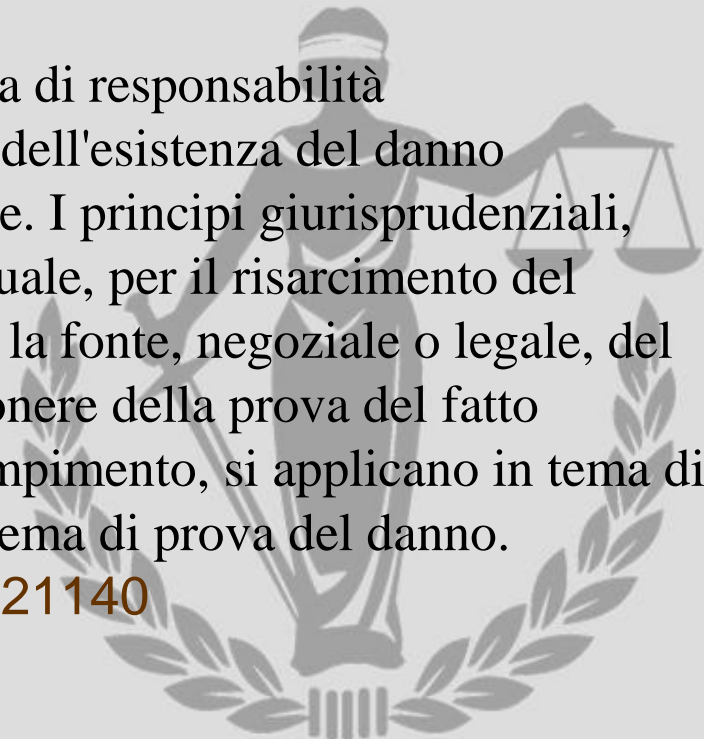 a di responsabilità
dell'esistenza del danno
e. I principi giurisprudenziali,
uale, per il risarcimento del
la fonte, negoziale o legale, del
onere della prova del fatto
mpimento, si applicano in tema di
ema di prova del danno.
21140